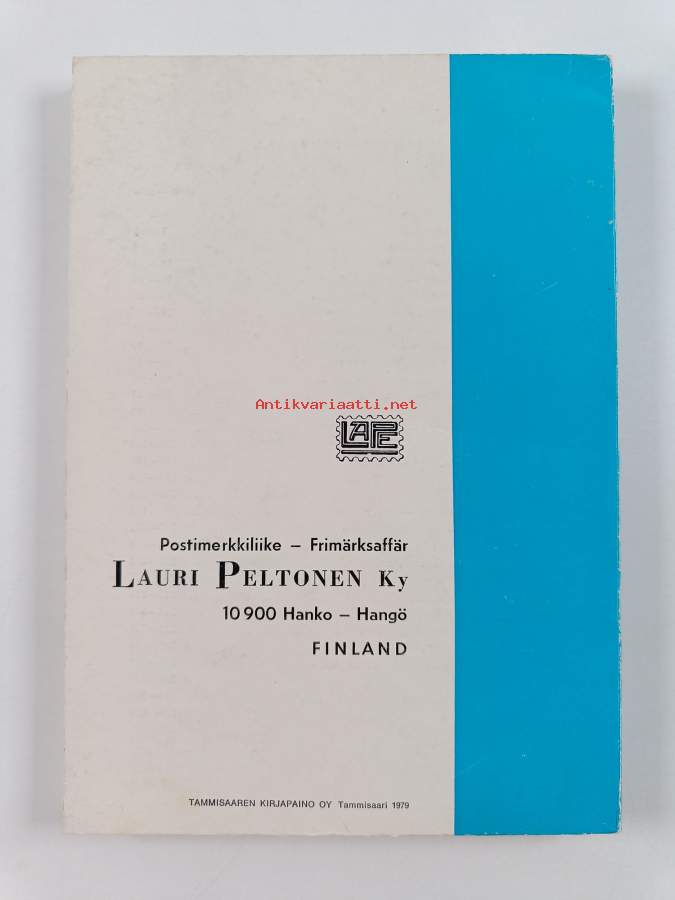 Antikvariaatti.net
LAPE
Postimerkkiliike – Frimärksaffär
LAURI PELTONEN Ky
10 900 Hanko – Hangö
FINLAND
TAMMISAAREN KIRJAPAINO OY Tammisaari 1979